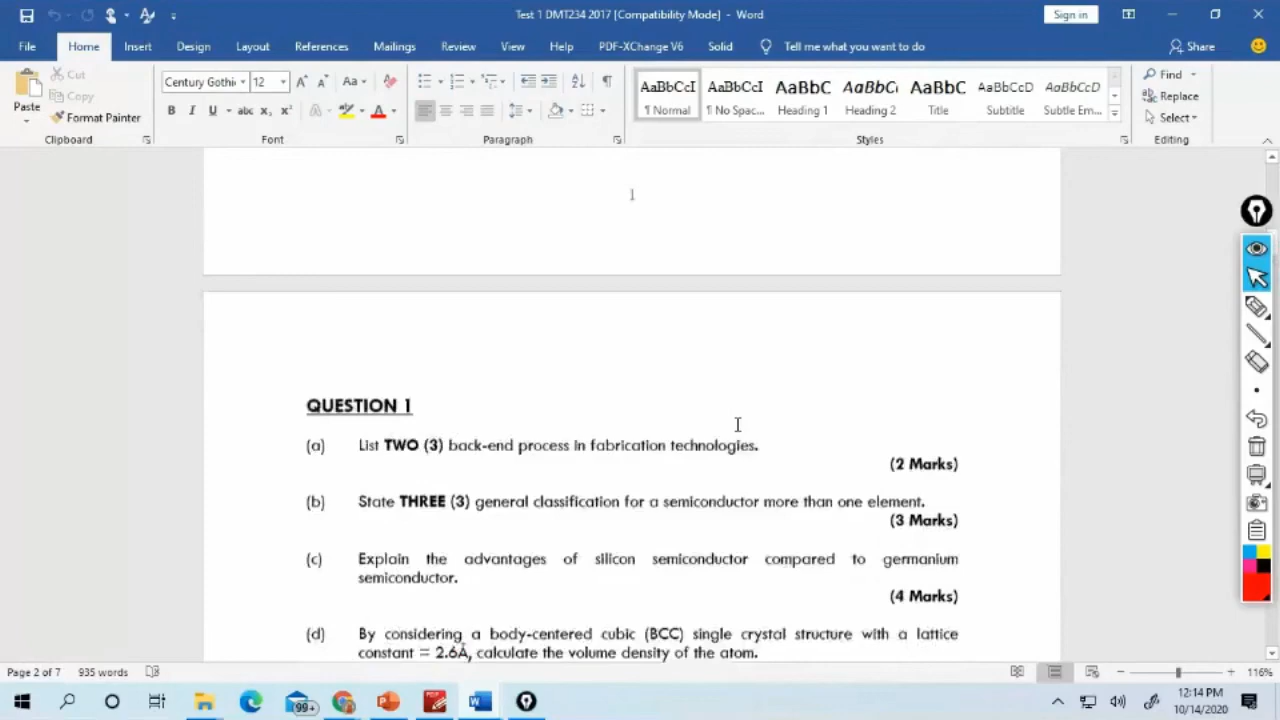 Test 1 DMT234 2017 [Compatibility Mode] - Word
Sign in
File Home Insert Design Layout References Mailings Review View Help PDF-XChange V6 Solid Tell me what you want to do Share
Paste
Cut
Copy
Format Painter
Clipboard
Century Gothi 12
Aa
B I U abc x₂ x²
A
Font
Paragraph
AaBbCcI AaBbCcI AaBbC AaBbCı AaBbC AaBbCcD AaBbCcD
¶ Normal ¶ No Spac... Heading 1 Heading 2 Title Subtitle Subtle Em...
Styles
Find
Replace
Select
Editing
1
QUESTION 1
(a) List TWO (3) back-end process in fabrication technologies.
(2 Marks)
(b) State THREE (3) general classification for a semiconductor more than one element.
(3 Marks)
(c) Explain the advantages of silicon semiconductor compared to germanium
semiconductor.
(4 Marks)
(d) By considering a body-centered cubic (BCC) single crystal structure with a lattice
constant = 2.6Å, calculate the volume density of the atom.
Page 2 of 7 935 words 116%
99+
12:14 PM
10/14/2020